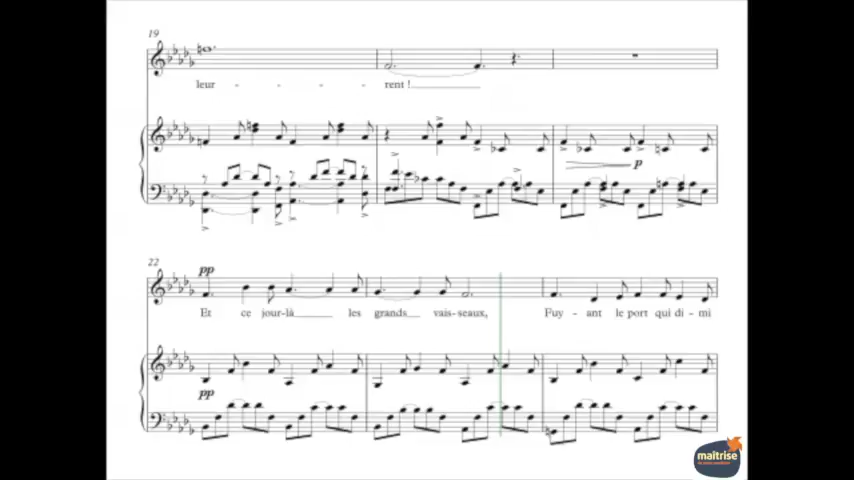 19
leur - - - - rent !
p
22
pp
Et ce jour-là les grands vais-seaux, Fuy - ant le port qui di - mi
pp
maîtrise